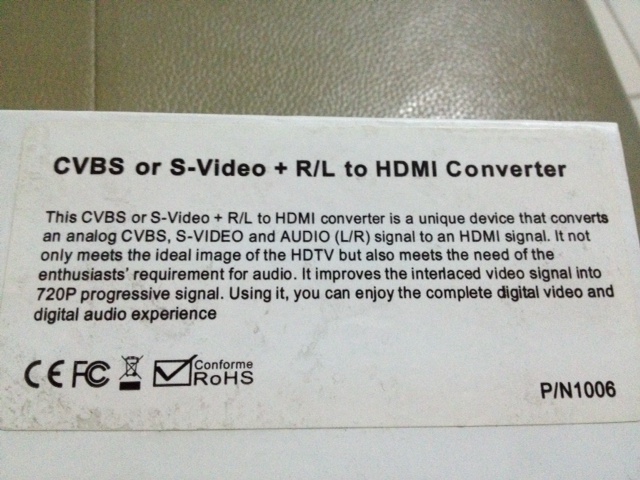 CVBS or S-Video + R/L to HDMI Converter
This CVBS or S-Video + R/L to HDMI converter is a unique device that converts
an analog CVBS, S-VIDEO and AUDIO (L/R) signal to an HDMI signal. It not
only meets the ideal image of the HDTV but also meets the need of the
enthusiasts' requirement for audio. It improves the interlaced video signal into
720P progressive signal. Using it, you can enjoy the complete digital video and
digital audio experience
CE FC Conforme
RoHS
P/N1006